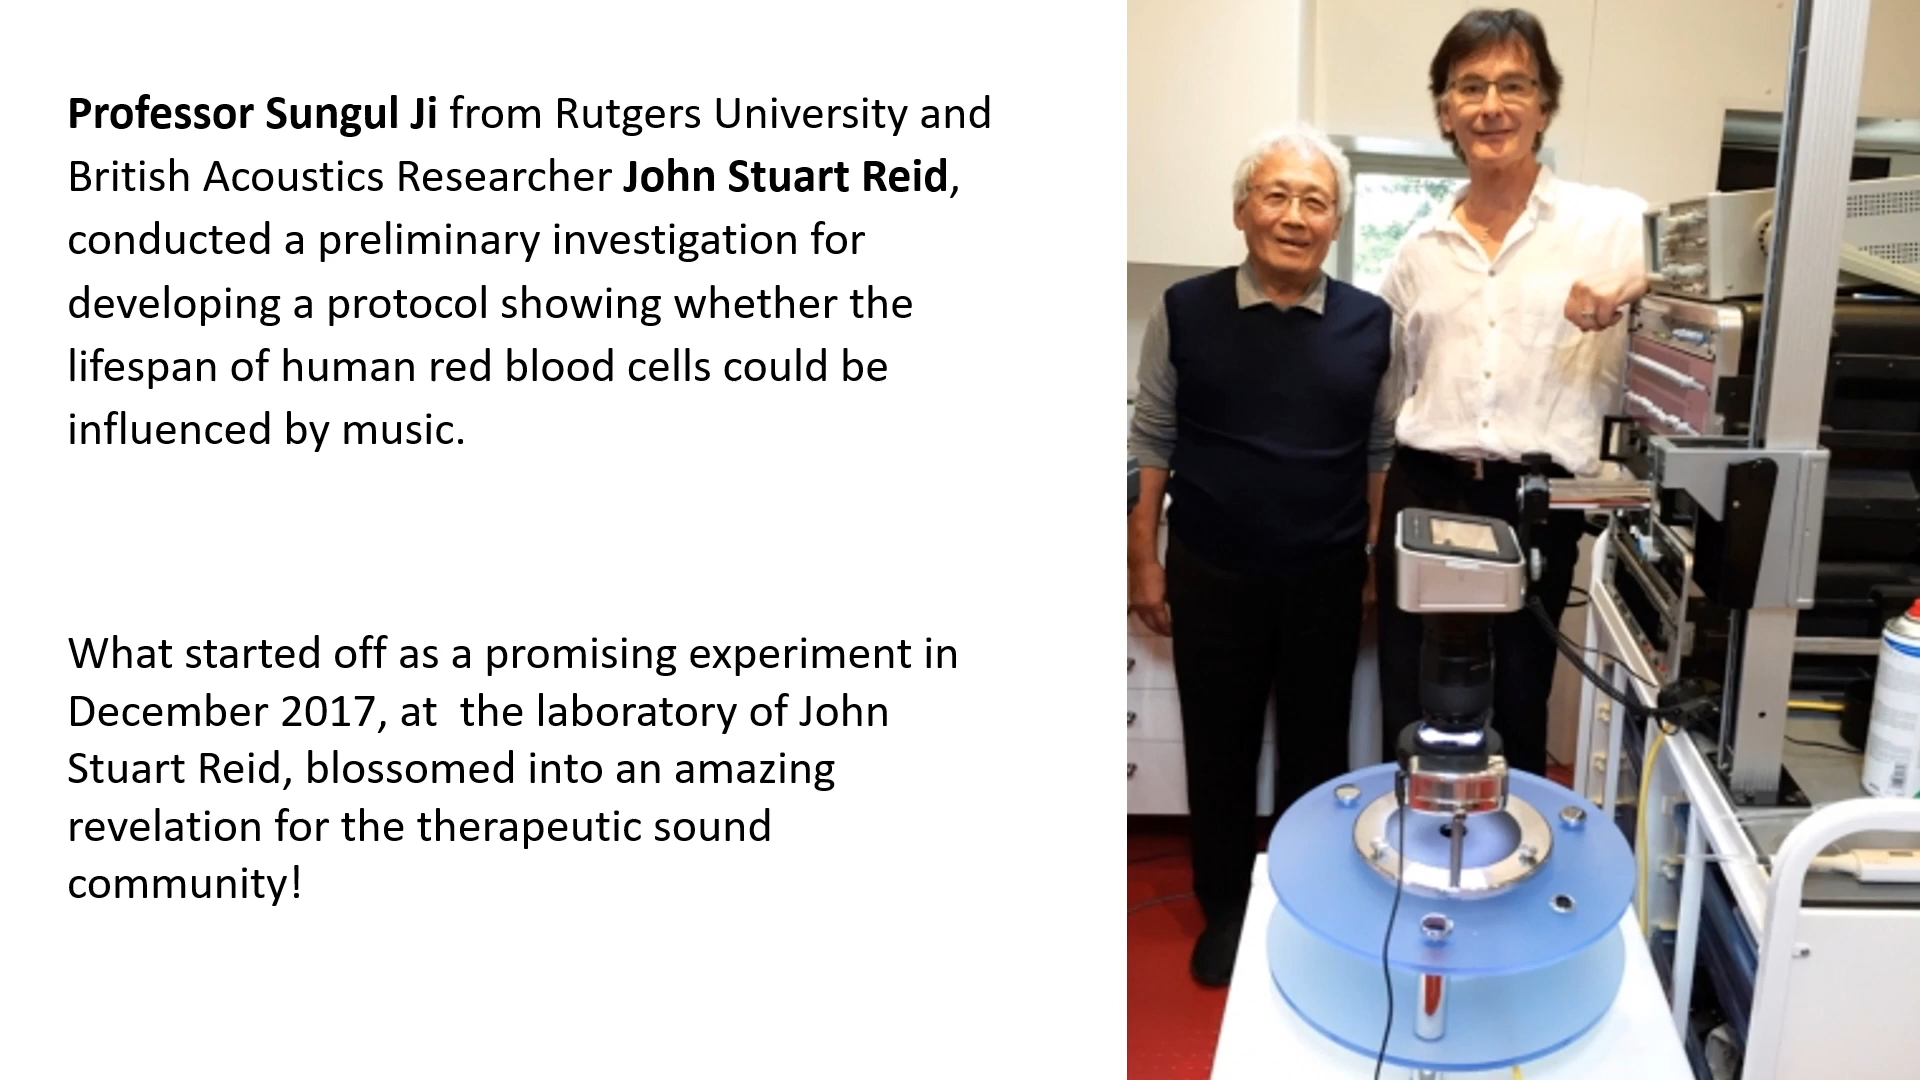 Professor Sungul Ji from Rutgers University and
British Acoustics Researcher John Stuart Reid,
conducted a preliminary investigation for
developing a protocol showing whether the
lifespan of human red blood cells could be
influenced by music.
What started off as a promising experiment in
December 2017, at  the laboratory of John
Stuart Reid, blossomed into an amazing
revelation for the therapeutic sound
community!